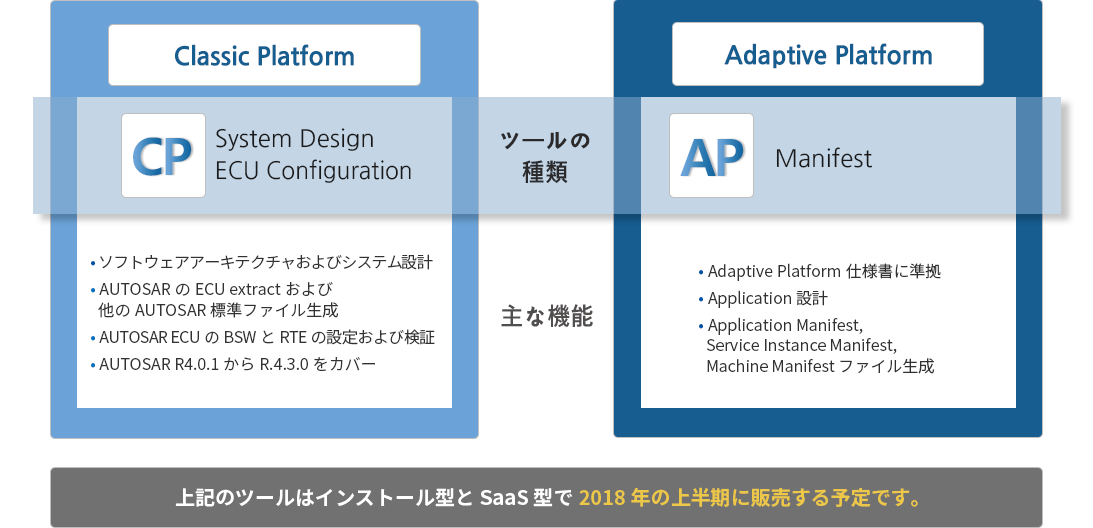 Classic Platform
Adaptive Platform
CP
System Design
ECU Configuration
ツールの
種類
AP
Manifest
• ソフトウェアアーキテクチャおよびシステム設計
• AUTOSAR の ECU extract および
他の AUTOSAR 標準ファイル生成
• AUTOSAR ECU の BSW と RTE の設定および検証
• AUTOSAR R4.0.1 から R.4.3.0 をカバー
主な機能
• Adaptive Platform 仕様書に準拠
• Application 設計
• Application Manifest,
Service Instance Manifest,
Machine Manifest ファイル生成
上記のツールはインストール型と SaaS 型で 2018 年の上半期に販売する予定です。